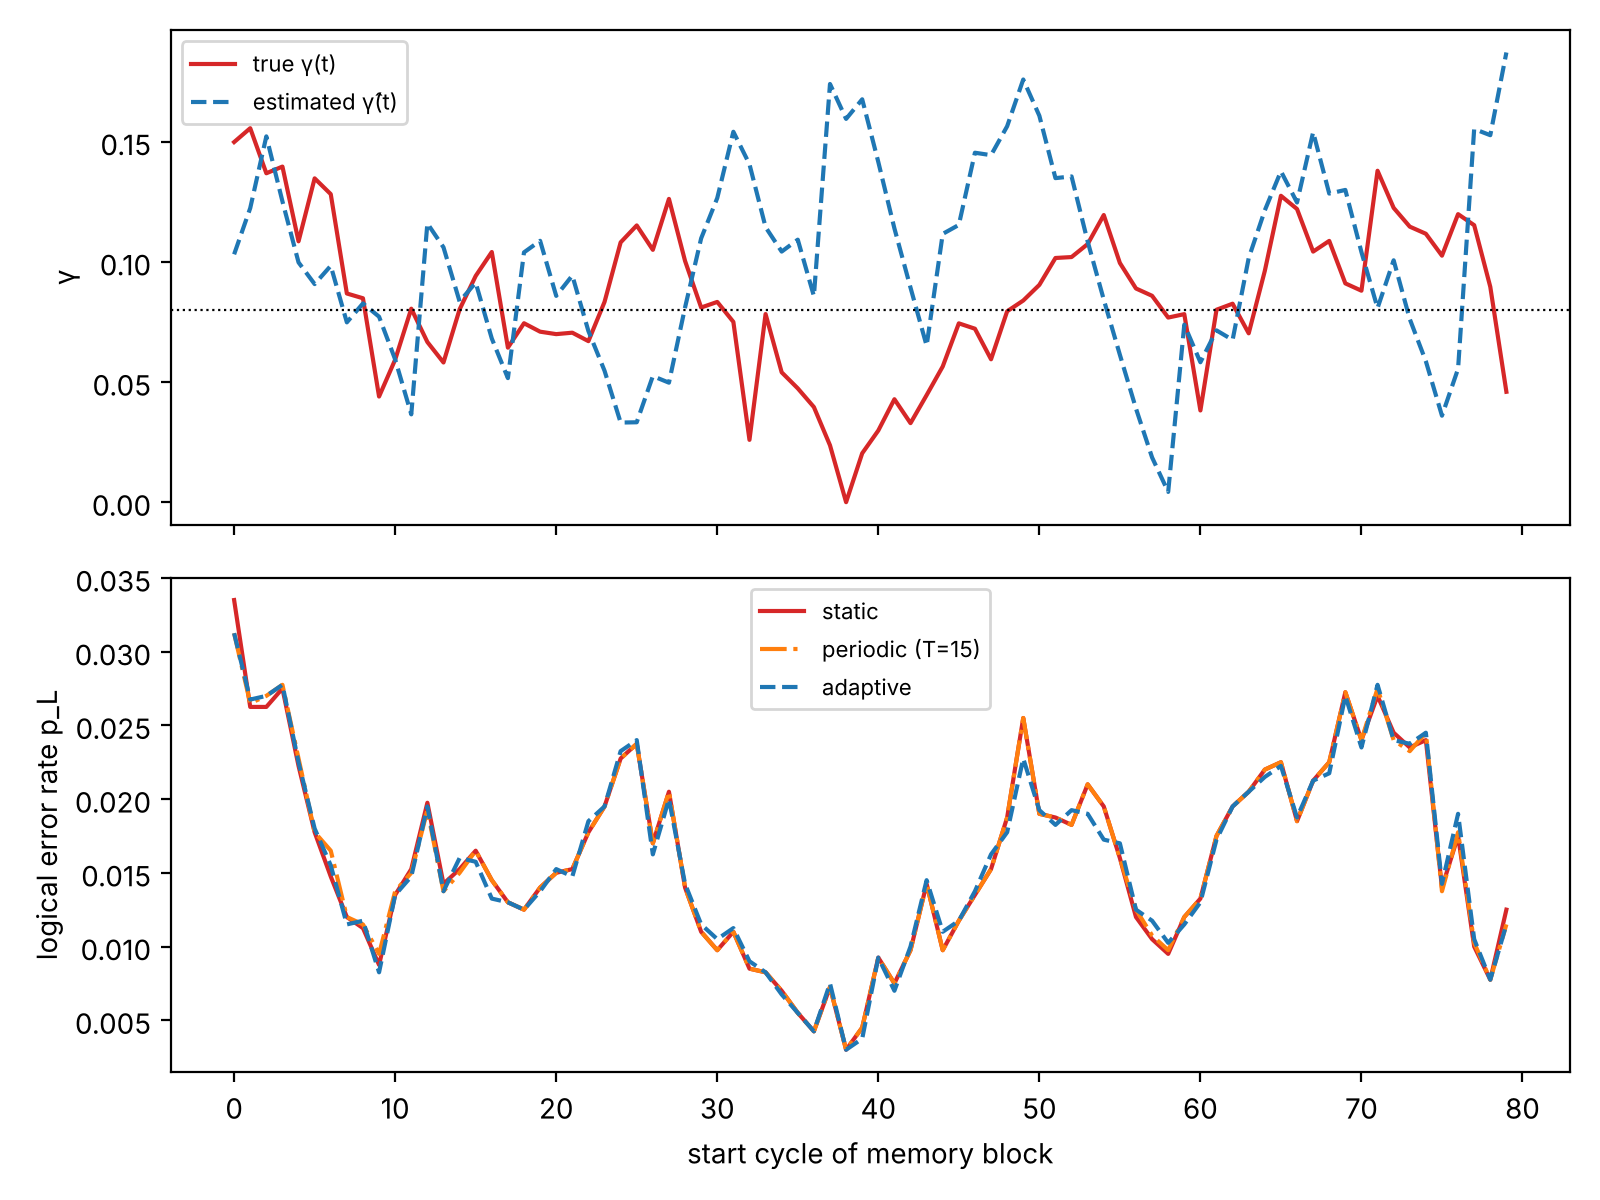 true γ(t)
estimated γ̂(t)
γ
0.15
0.10
0.05
0.00
static
periodic (T=15)
adaptive
logical error rate p_L
0.035
0.030
0.025
0.020
0.015
0.010
0.005
0 10 20 30 40 50 60 70 80
start cycle of memory block